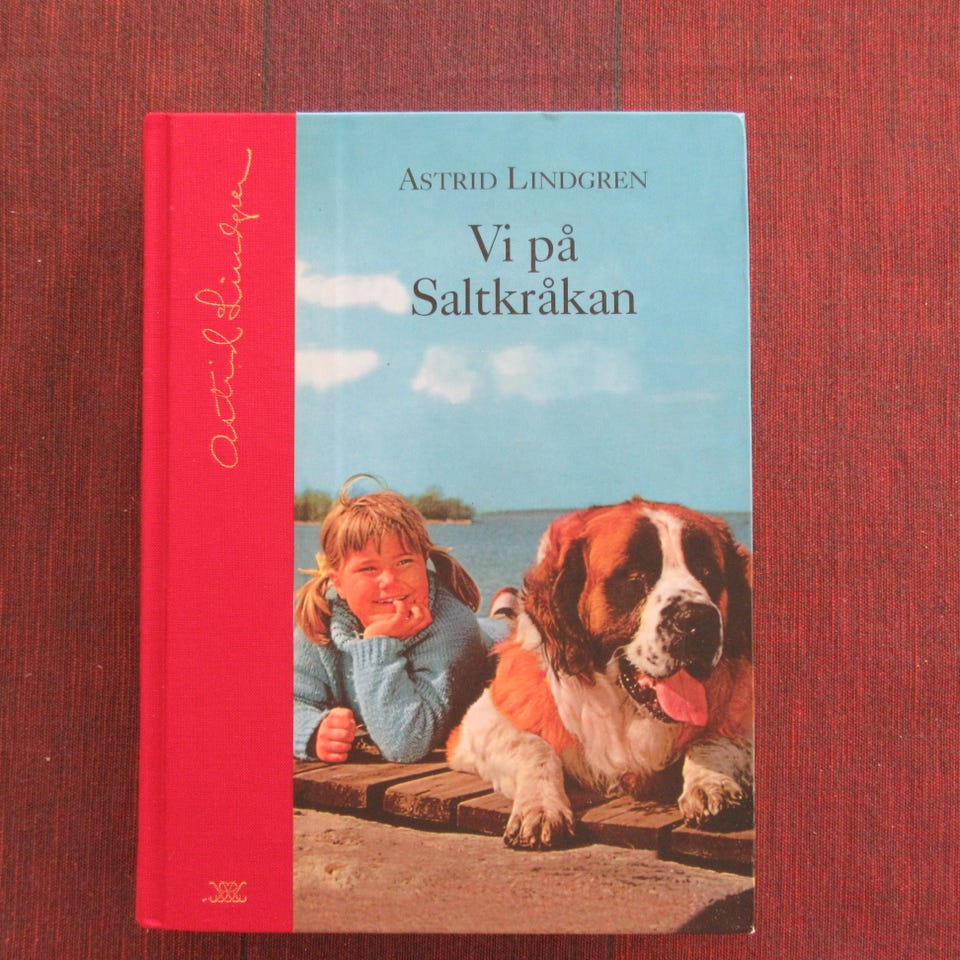 Astrid Lindgren
Astrid Lindgren
Vi på
Saltkråkan